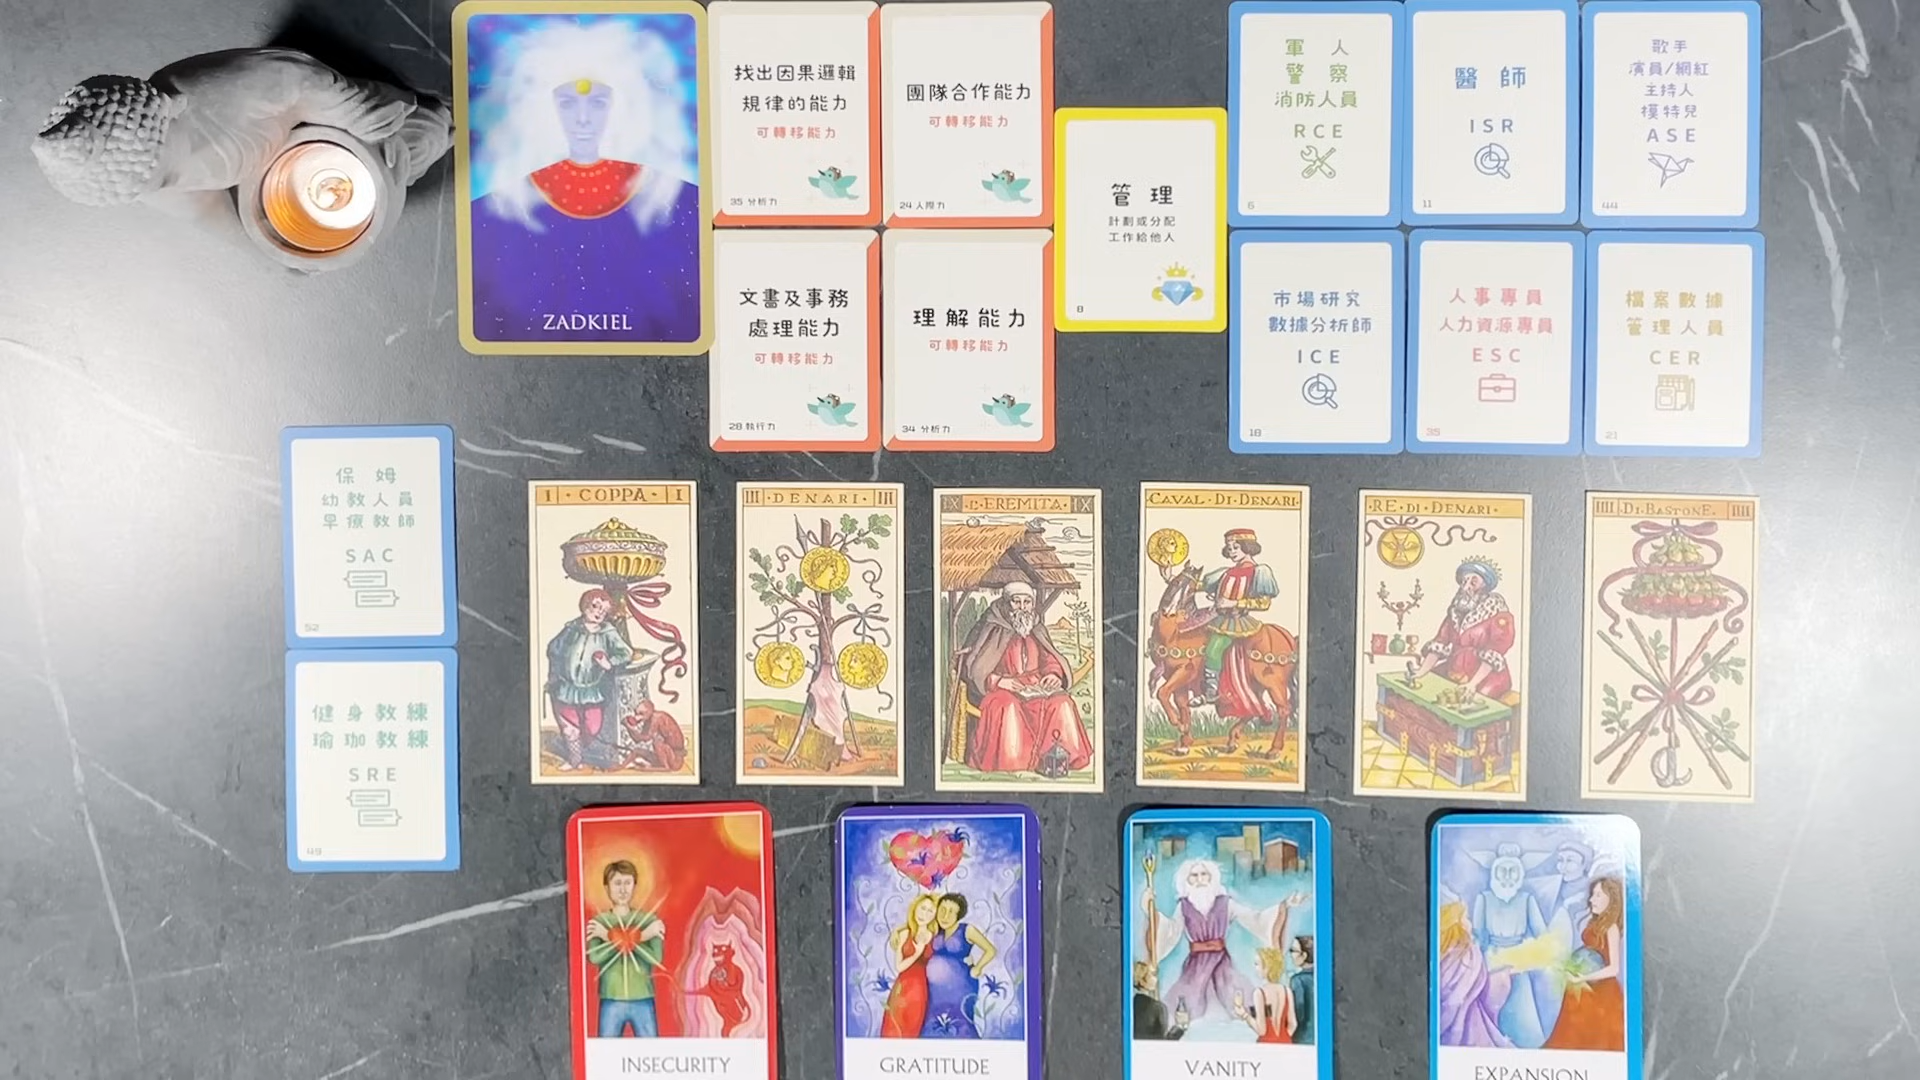 ZADKIEL
找出因果邏輯
規律的能力
可轉移能力
35 分析力
團隊合作能力
可轉移能力
24 人際力
文書及事務
處理能力
可轉移能力
28 執行力
理解能力
可轉移能力
34 分析力
管理
計劃或分配
工作給他人
8
軍人
警察
消防人員
RCE
6
醫師
ISR
11
歌手
演員/網紅
主持人
模特兒
ASE
44
市場研究
數據分析師
ICE
18
人事專員
人力資源專員
ESC
35
檔案數據
管理人員
CER
21
保姆
幼教人員
早療教師
SAC
52
健身教練
瑜珈教練
SRE
49
I · COPPA · I
III · DENARI · III
IX · E · EREMITA · IX
CAVAL · DI · DENARI ·
· RE · DI · DENARI ·
IIII DI · BASTONE · IIII
INSECURITY
GRATITUDE
VANITY
EXPANSION